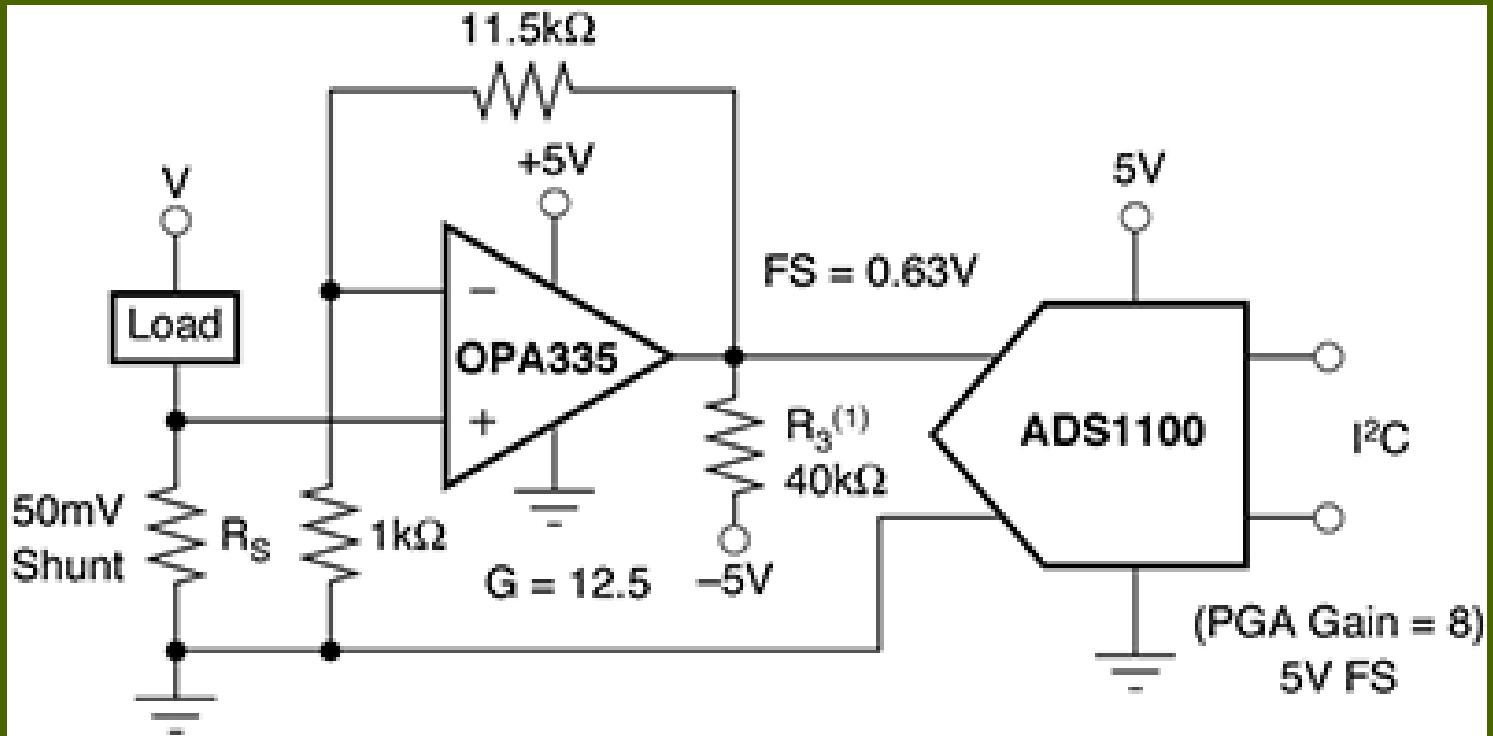 11.5kΩ
+5V
V
5V
FS = 0.63V
Load
−
OPA335
+
R₃⁽¹⁾
40kΩ
ADS1100
I²C
50mV
Shunt
RS
1kΩ
G = 12.5
–5V
(PGA Gain = 8)
5V FS